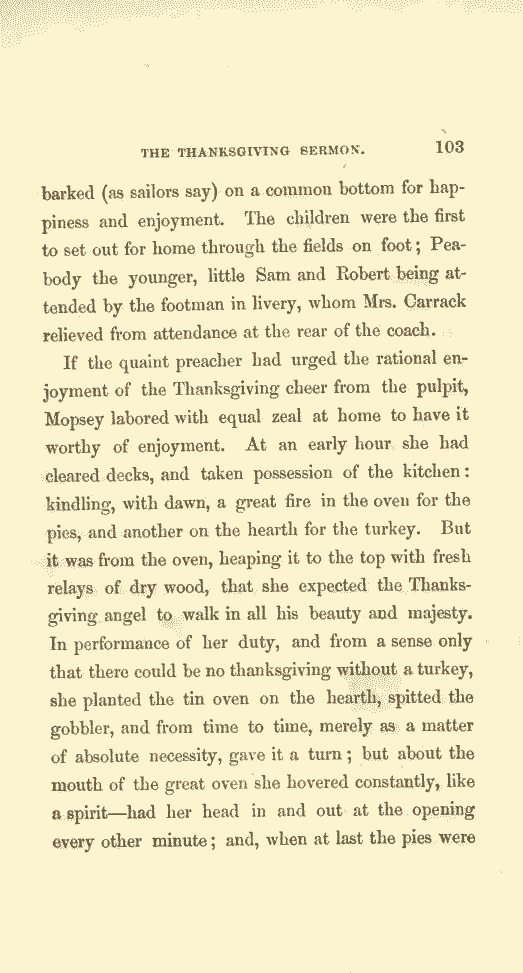 THE THANKSGIVING SERMON. 103
barked (as sailors say) on a common bottom for hap-
piness and enjoyment. The children were the first
to set out for home through the fields on foot; Pea-
body the younger, little Sam and Robert being at-
tended by the footman in livery, whom Mrs. Carrack
relieved from attendance at the rear of the coach.
If the quaint preacher had urged the rational en-
joyment of the Thanksgiving cheer from the pulpit,
Mopsey labored with equal zeal at home to have it
worthy of enjoyment. At an early hour she had
cleared decks, and taken possession of the kitchen:
kindling, with dawn, a great fire in the oven for the
pies, and another on the hearth for the turkey. But
it was from the oven, heaping it to the top with fresh
relays of dry wood, that she expected the Thanks-
giving angel to walk in all his beauty and majesty.
In performance of her duty, and from a sense only
that there could be no thanksgiving without a turkey,
she planted the tin oven on the hearth, spitted the
gobbler, and from time to time, merely as a matter
of absolute necessity, gave it a turn; but about the
mouth of the great oven she hovered constantly, like
a spirit—had her head in and out at the opening
every other minute; and, when at last the pies were